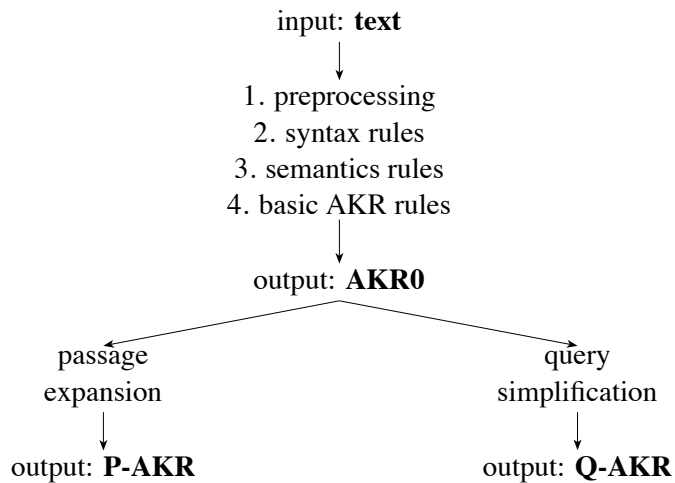 input: text
1. preprocessing
2. syntax rules
3. semantics rules
4. basic AKR rules
output: AKR0
passage
expansion
output: P-AKR
query
simplification
output: Q-AKR